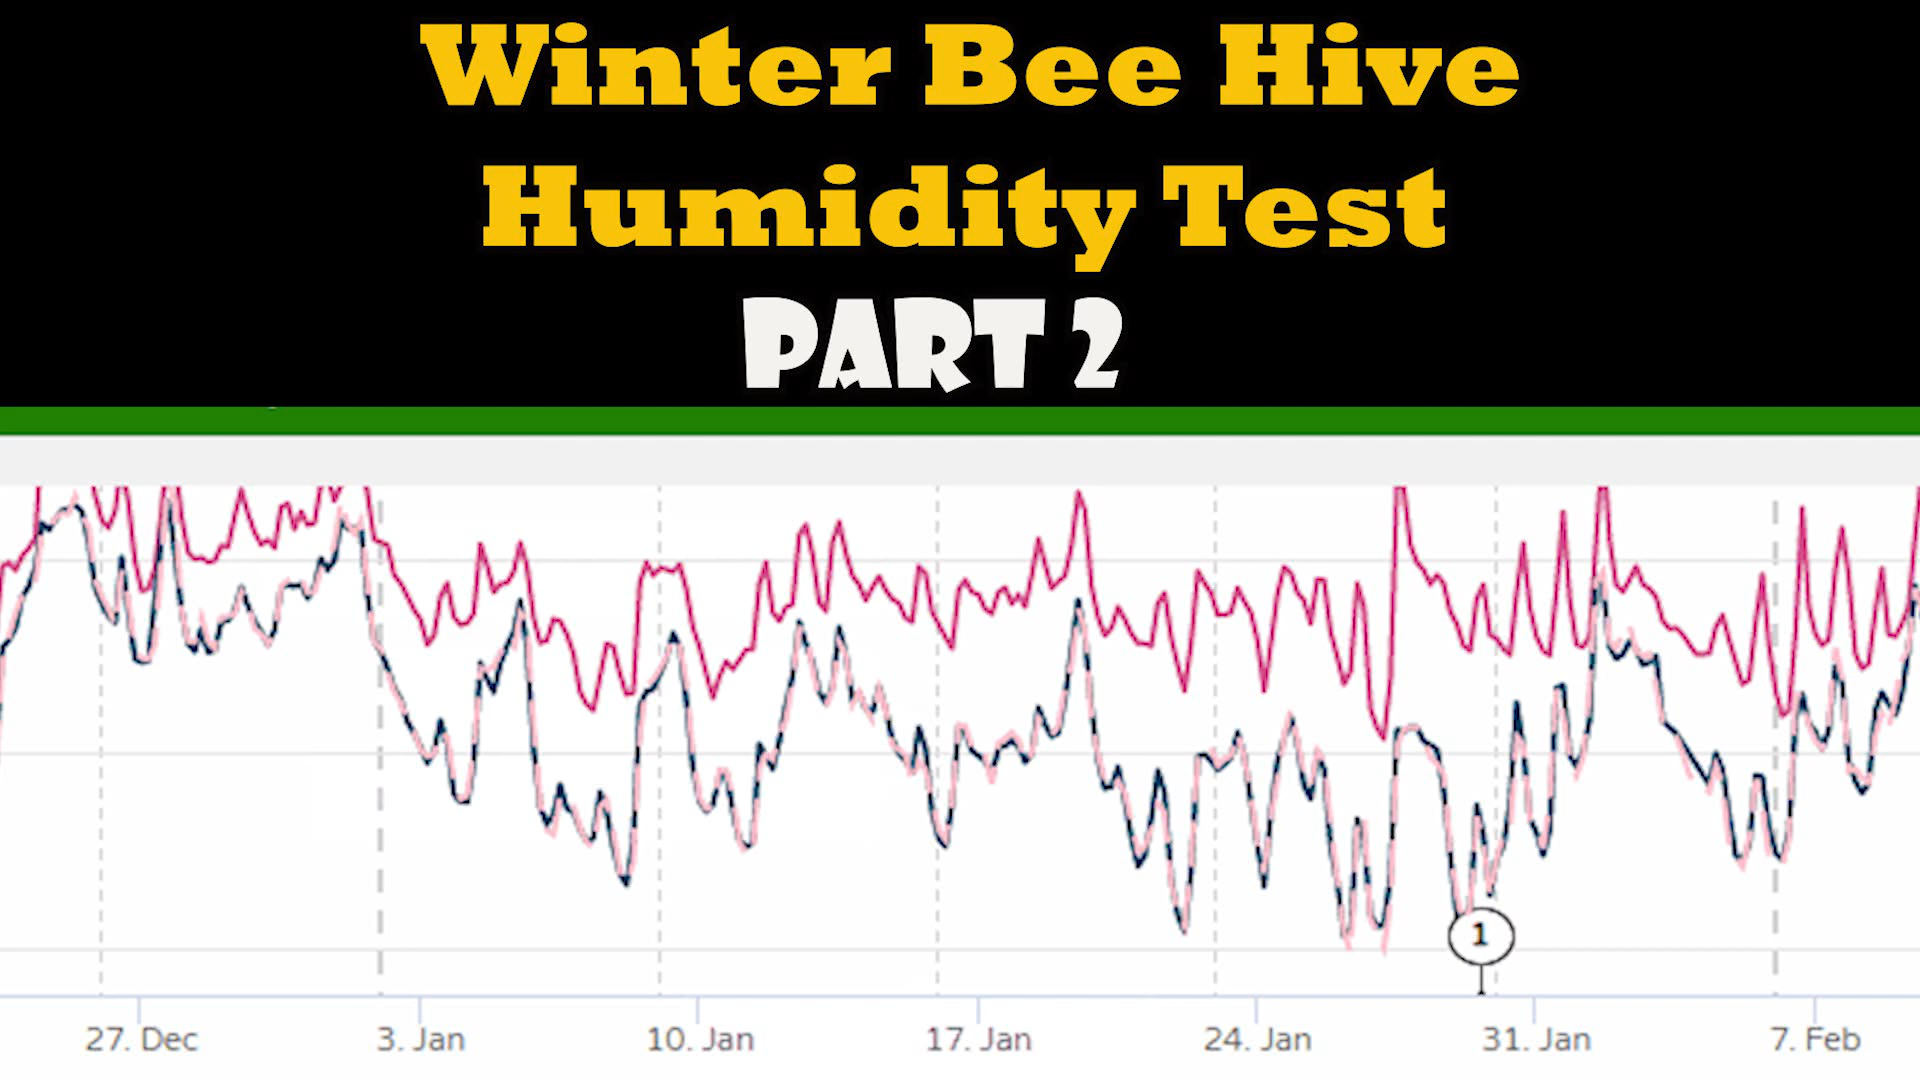 Winter Bee Hive
Humidity Test
PART 2
1
27. Dec 3. Jan 10. Jan 17. Jan 24. Jan 31. Jan 7. Feb